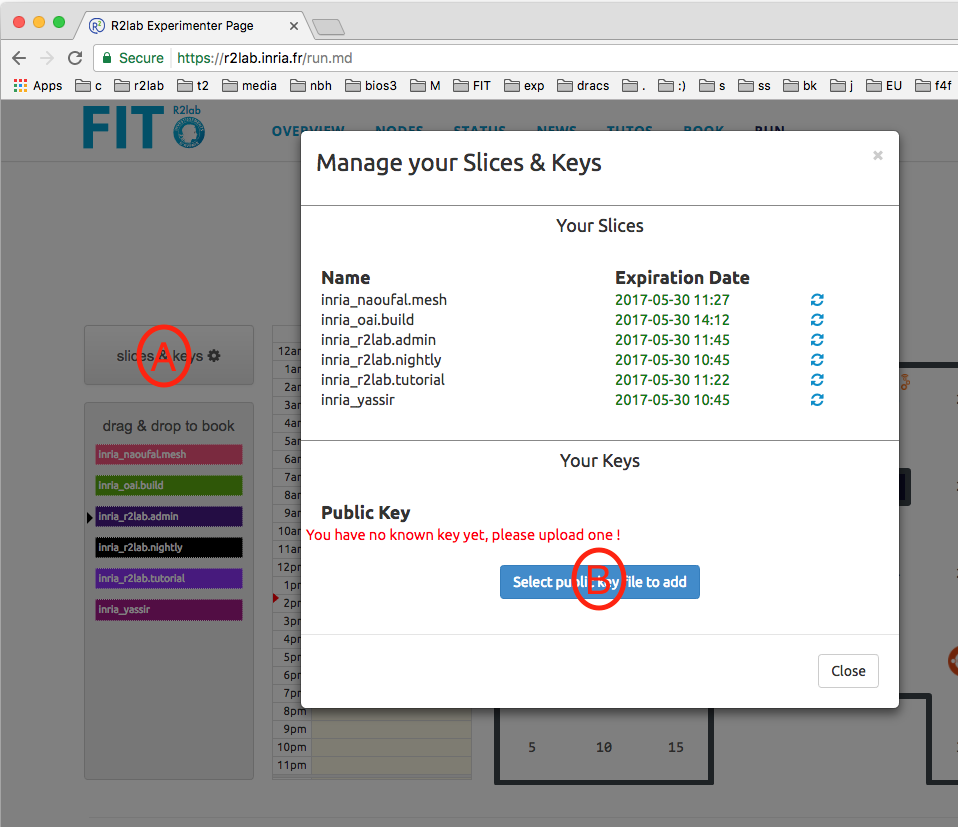 R2lab Experimenter Page
Secure https://r2lab.inria.fr/run.md
Apps c r2lab t2 media nbh bios3 M FIT exp dracs . :) s ss bk j EU f4f
FIT R2lab
OVERVIEW NODES STATUS NEWS TUTOS BOOK RUN
Manage your Slices & Keys ×
Your Slices
Name Expiration Date
inria_naoufal.mesh 2017-05-30 11:27
inria_oai.build 2017-05-30 14:12
inria_r2lab.admin 2017-05-30 11:45
inria_r2lab.nightly 2017-05-30 10:45
inria_r2lab.tutorial 2017-05-30 11:22
inria_yassir 2017-05-30 10:45
Your Keys
Public Key
You have no known key yet, please upload one !
Select public key file to add
B
Close
slices & keys
A
drag & drop to book
inria_naoufal.mesh
inria_oai.build
inria_r2lab.admin
inria_r2lab.nightly
inria_r2lab.tutorial
inria_yassir
12am
1am
2am
3am
4am
5am
6am
7am
8am
9am
10am
11am
12pm
1pm
2pm
3pm
4pm
5pm
6pm
7pm
8pm
9pm
10pm
11pm
5 10 15